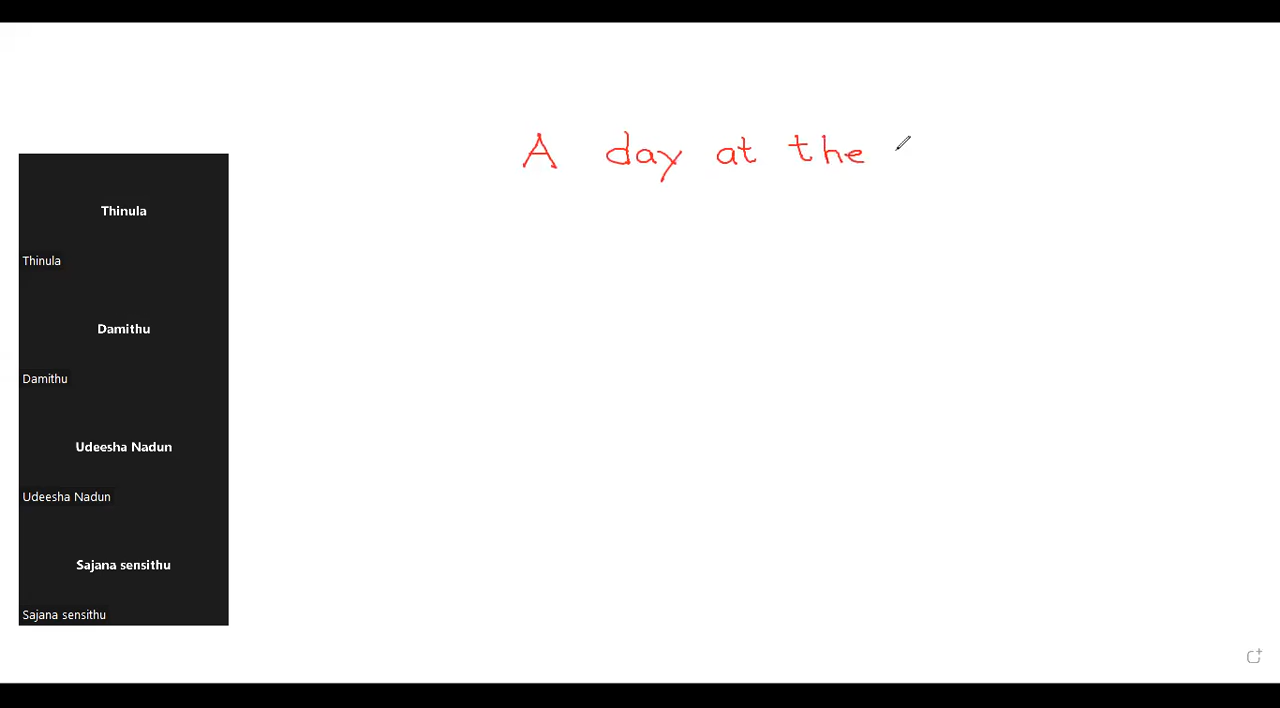 A day at the
Thinula
Thinula
Damithu
Damithu
Udeesha Nadun
Udeesha Nadun
Sajana sensithu
Sajana sensithu